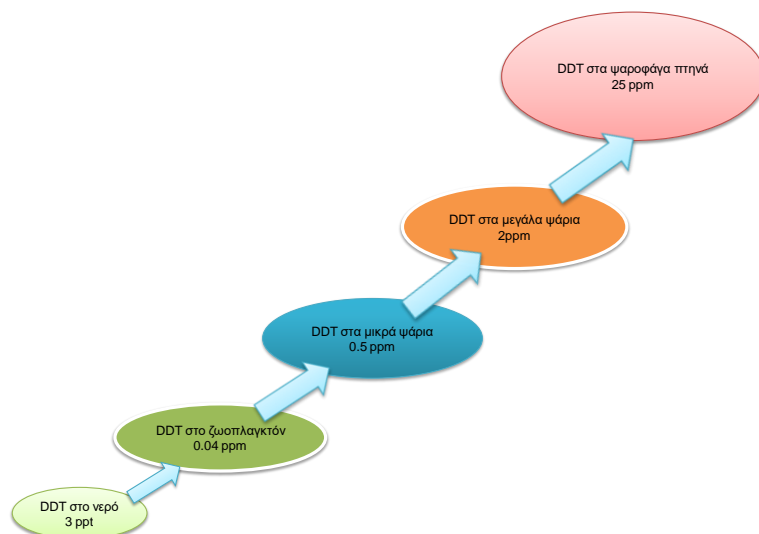 DDT στα ψαροφάγα πτηνά
25 ppm
DDT στα μεγάλα ψάρια
2ppm
DDT στα μικρά ψάρια
0.5 ppm
DDT στο ζωοπλαγκτόν
0.04 ppm
DDT στο νερό
3 ppt